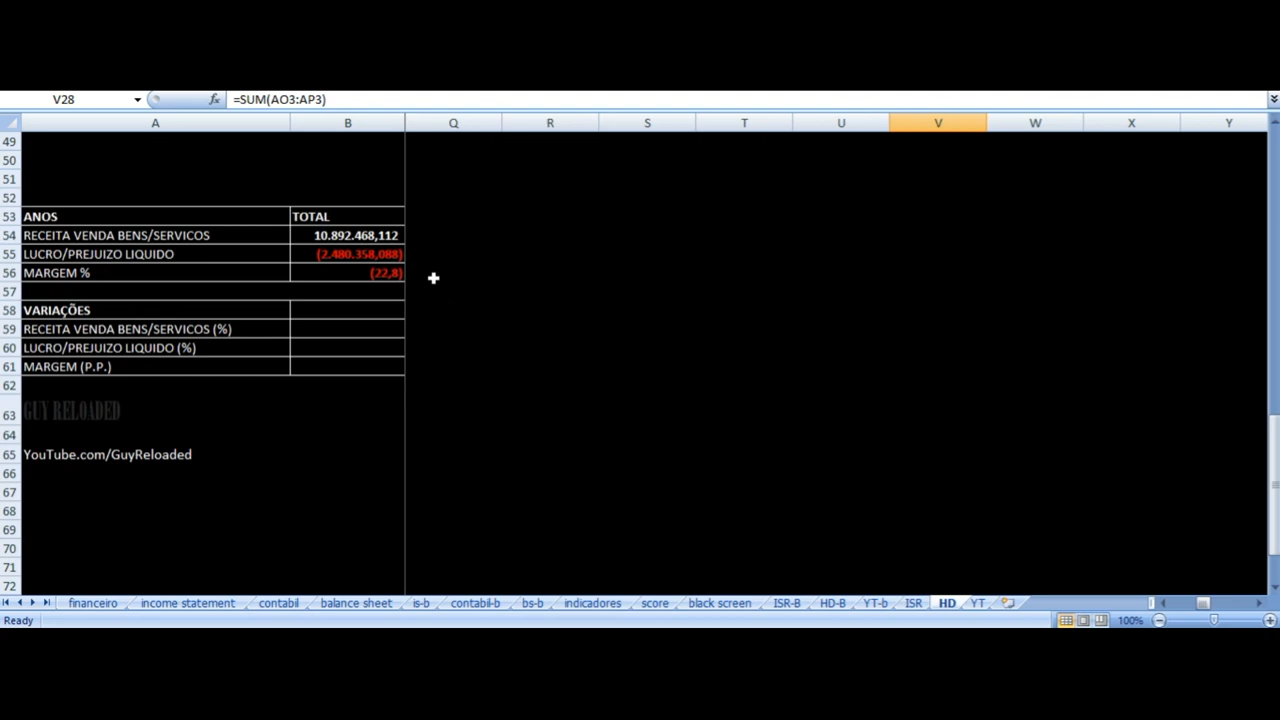 V28 fx =SUM(AO3:AP3)
A B Q R S T U V W X Y
49
50
51
52
53 ANOS TOTAL
54 RECEITA VENDA BENS/SERVICOS 10.892.468,112
55 LUCRO/PREJUIZO LIQUIDO (2.480.358,088)
56 MARGEM % (22,8)
57
58 VARIAÇÕES
59 RECEITA VENDA BENS/SERVICOS (%)
60 LUCRO/PREJUIZO LIQUIDO (%)
61 MARGEM (P.P.)
62
63 GUY RELOADED
64
65 YouTube.com/GuyReloaded
66
67
68
69
70
71
72
financeiro income statement contabil balance sheet is-b contabil-b bs-b indicadores score black screen ISR-B HD-B YT-b ISR HD YT
Ready 100%